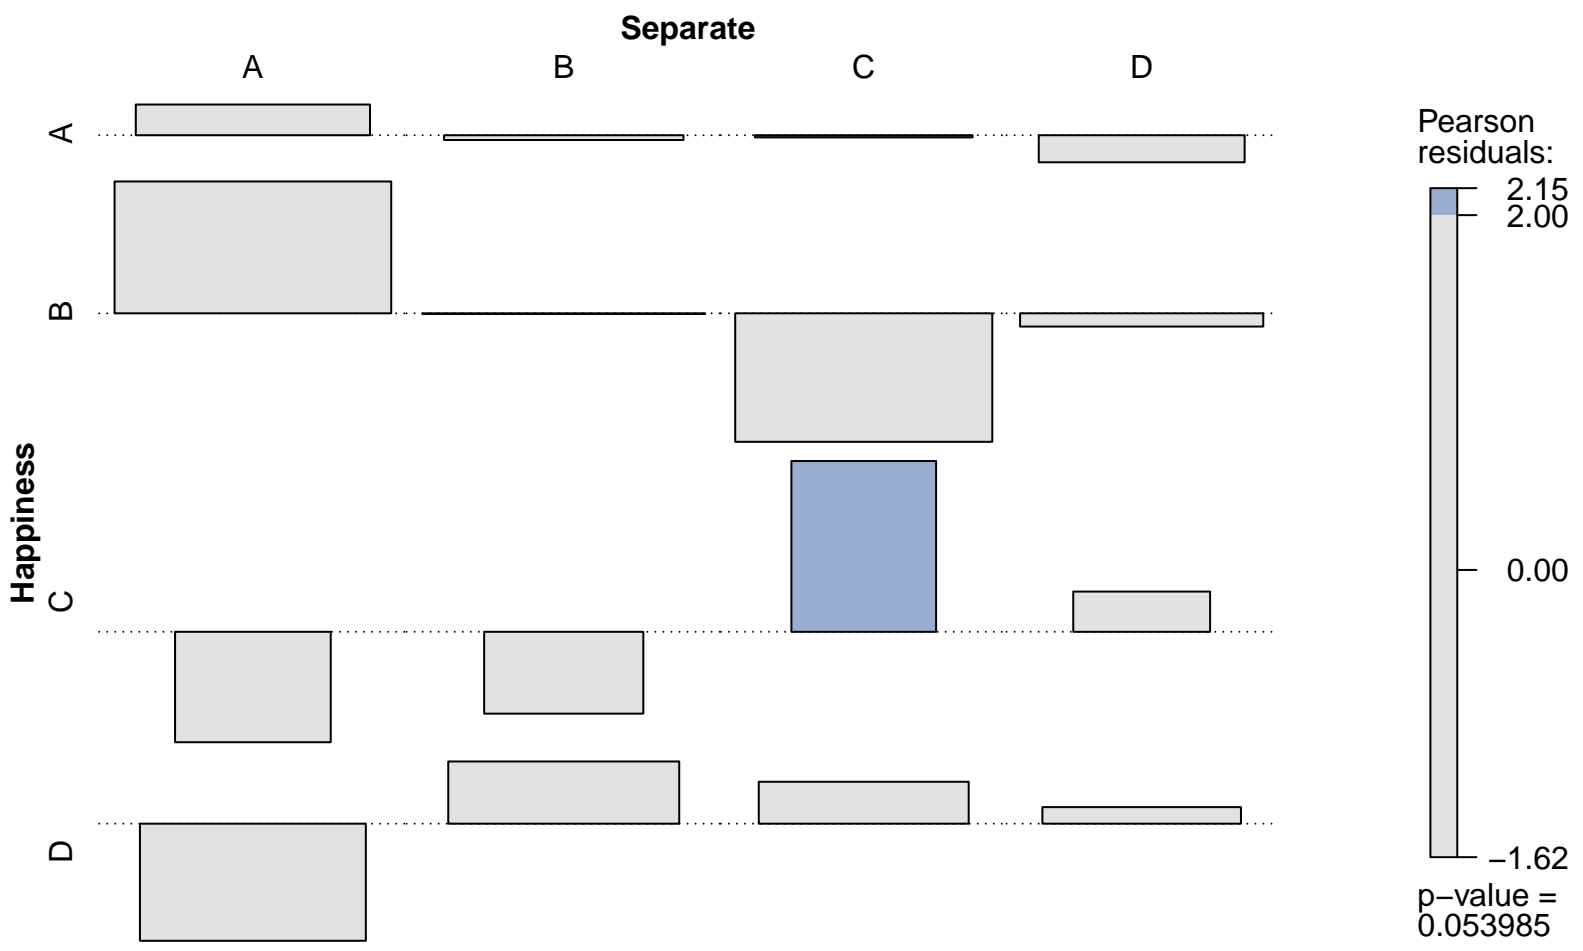 Separate
A B C D
A
B
C
D
Happiness
Pearson
residuals:
2.15
2.00
0.00
−1.62
p−value =
0.053985